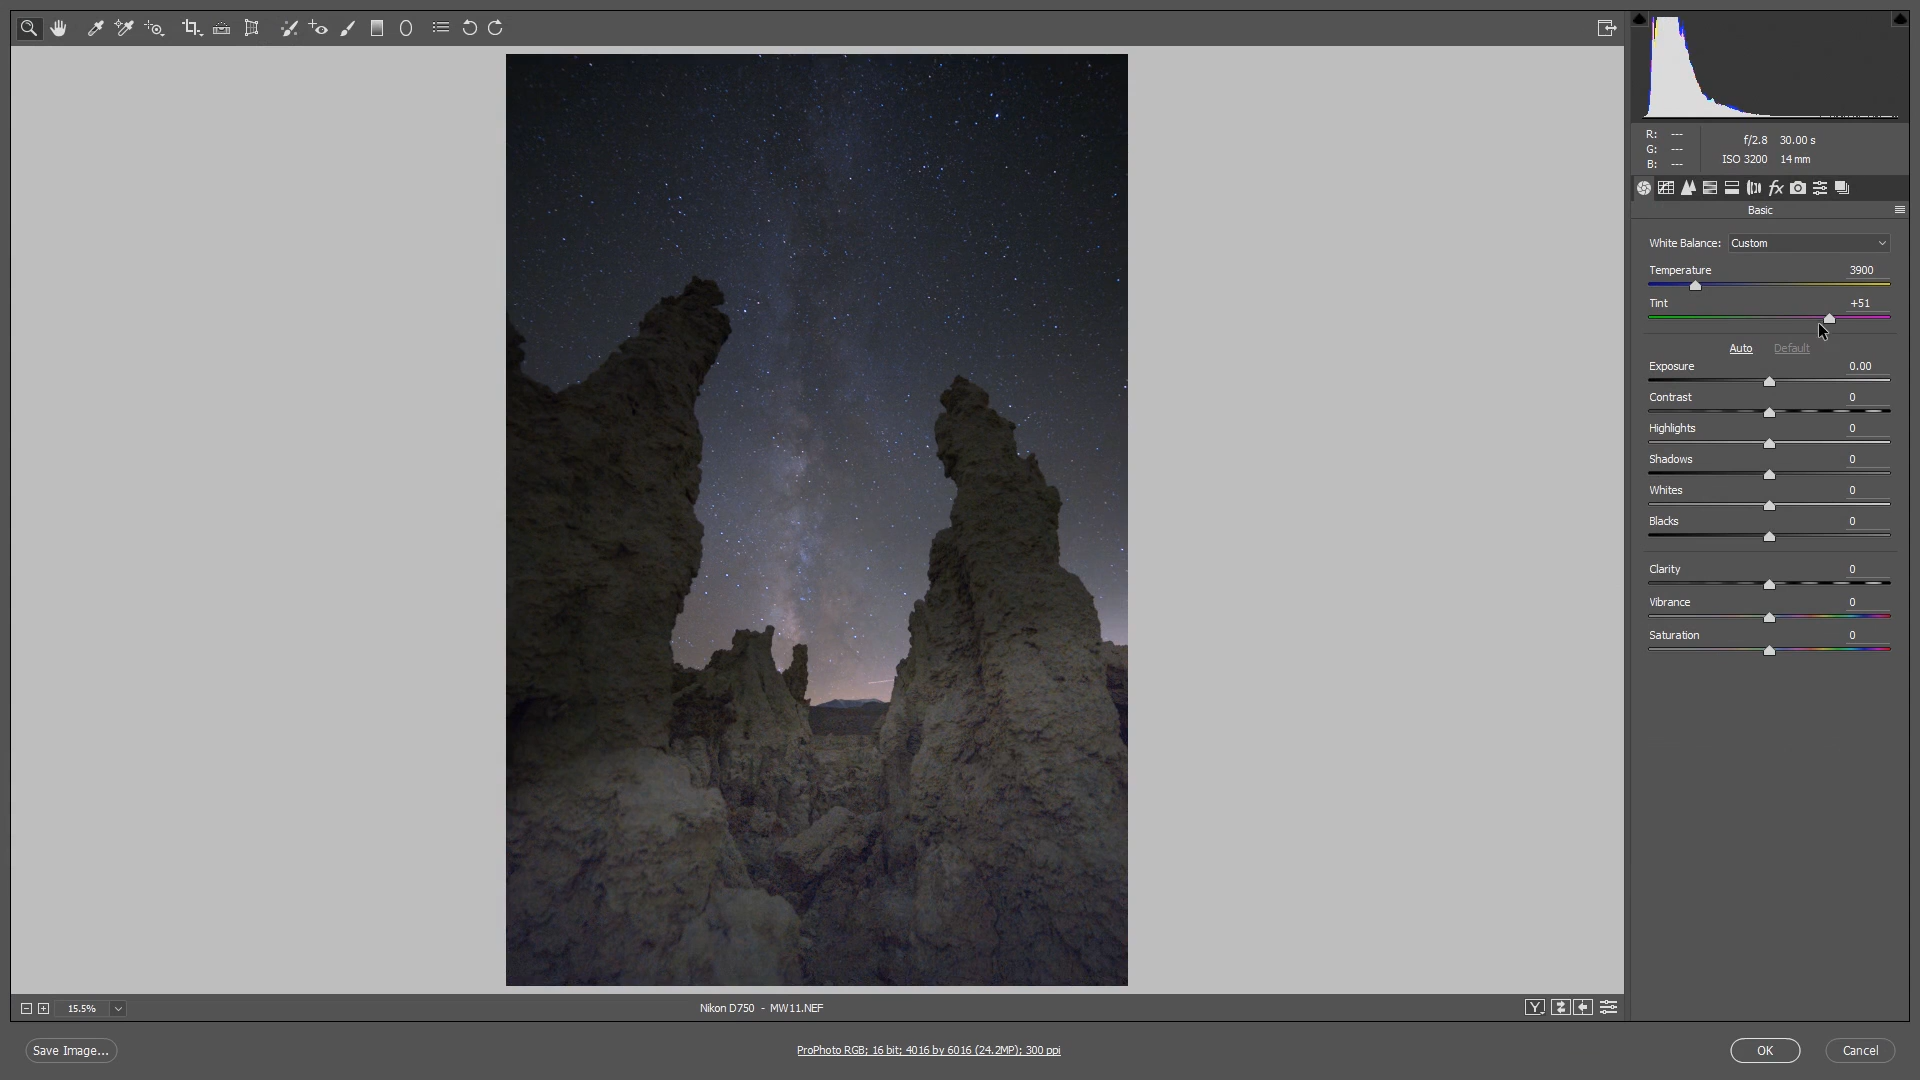 R: ---
G: ---
B: ---
f/2.8 30.00 s
ISO 3200 14 mm
fx
Basic
White Balance: Custom
Temperature 3900
Tint +51
Auto Default
Exposure 0.00
Contrast 0
Highlights 0
Shadows 0
Whites 0
Blacks 0
Clarity 0
Vibrance 0
Saturation 0
15.5%
Nikon D750 - MW11.NEF
Y
Save Image...
ProPhoto RGB; 16 bit; 4016 by 6016 (24.2MP); 300 ppi
OK
Cancel